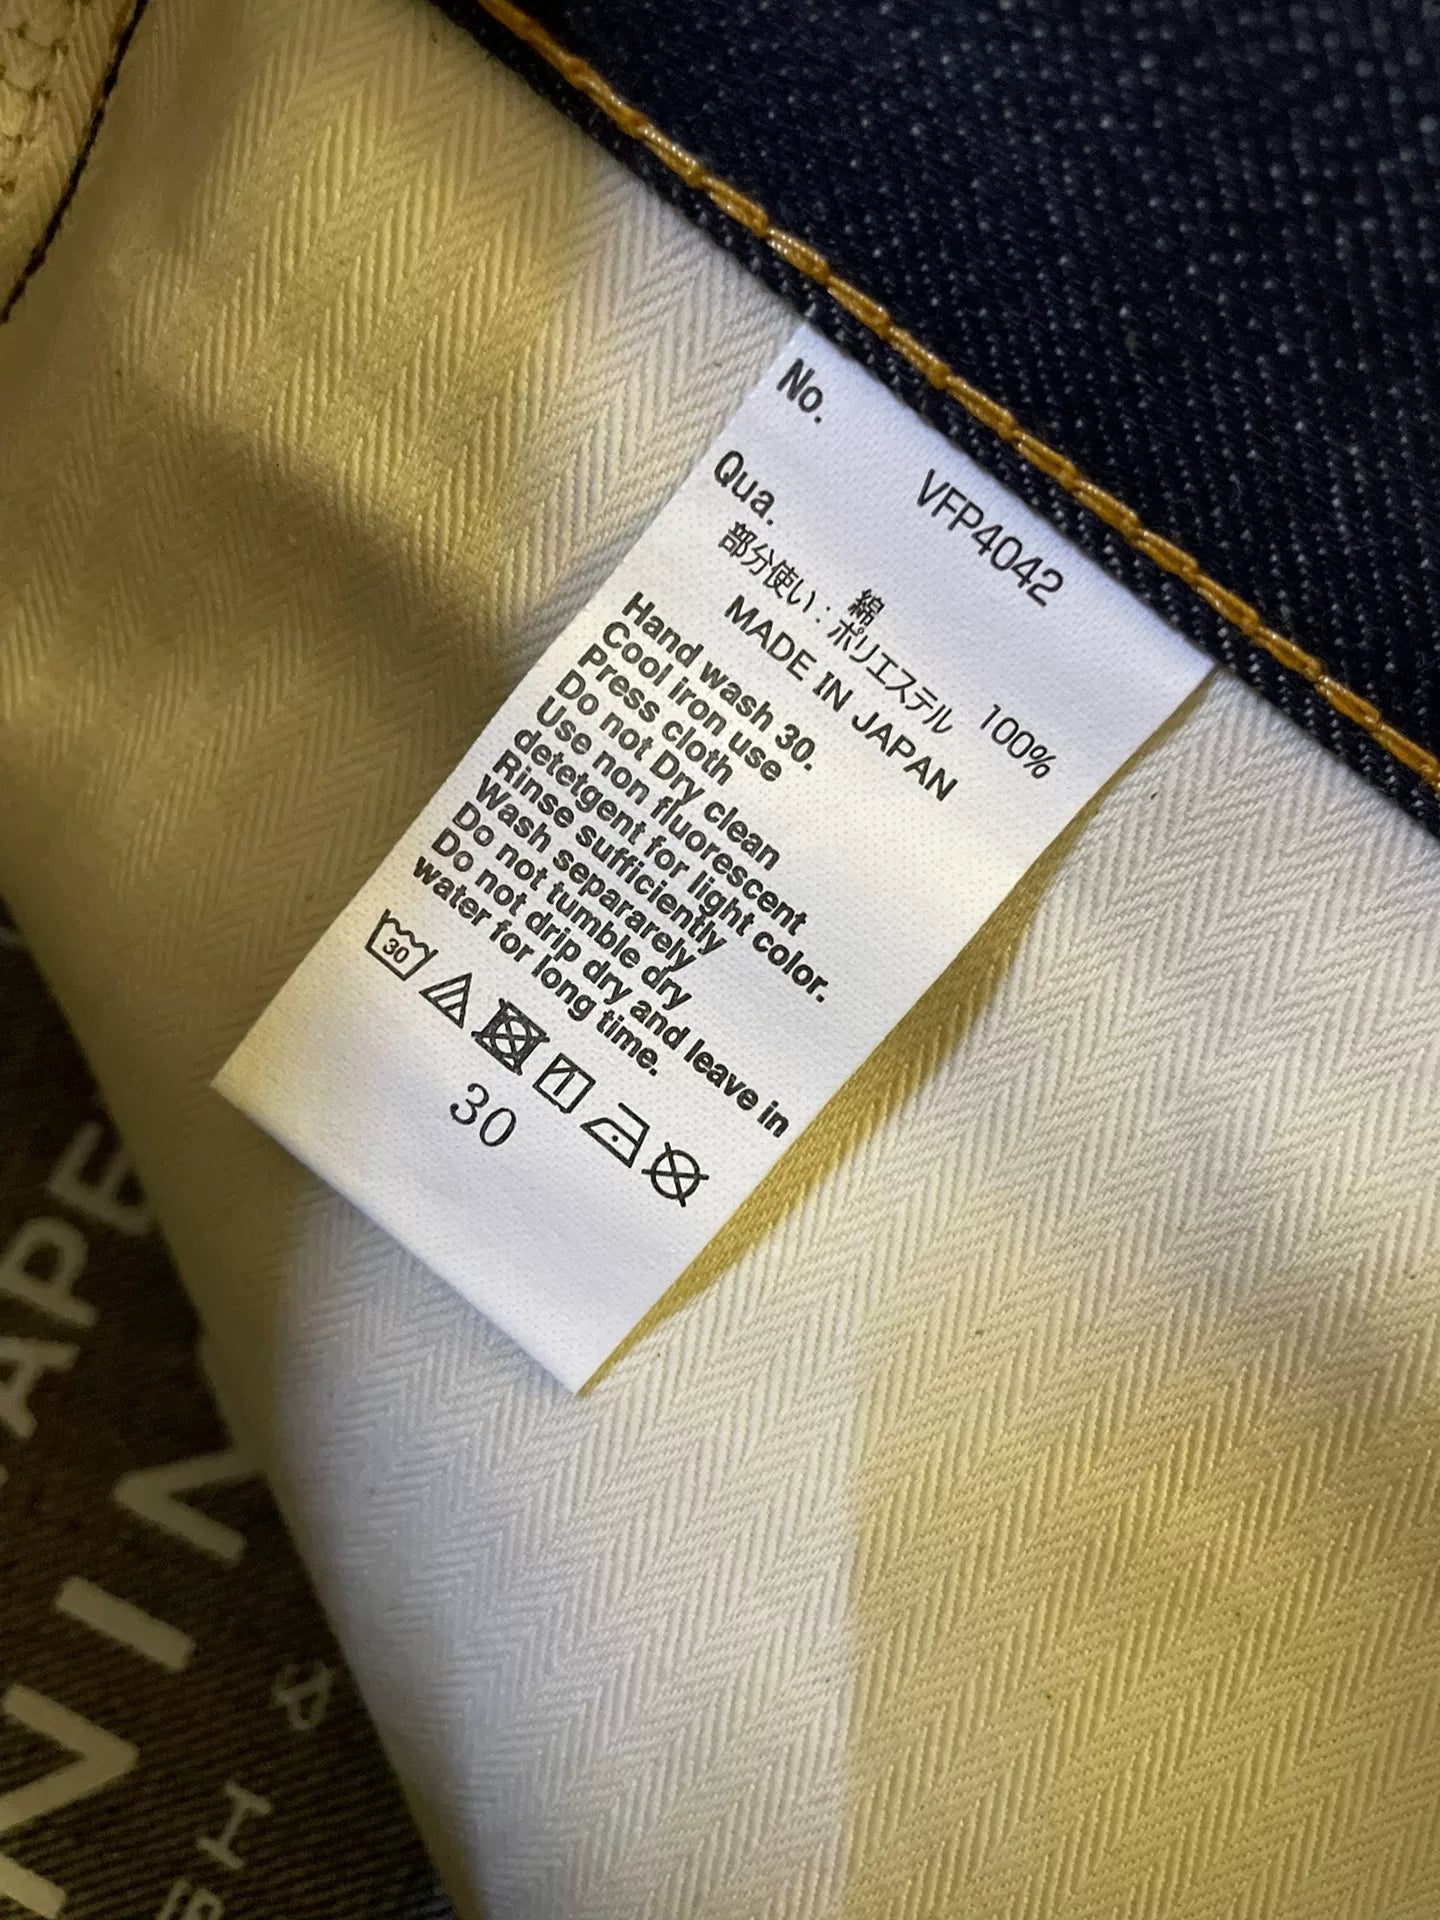 No. VFP4042
Qua. 綿 100%
部分使い:ポリエステル
MADE IN JAPAN
Hand wash 30.
Cool iron use
Press cloth
Do not Dry clean
Use non fluorescent
detetgent for light color.
Rinse sufficiently
Wash separarely
Do not tumble dry
Do not drip dry and leave in
water for long time.
30
30